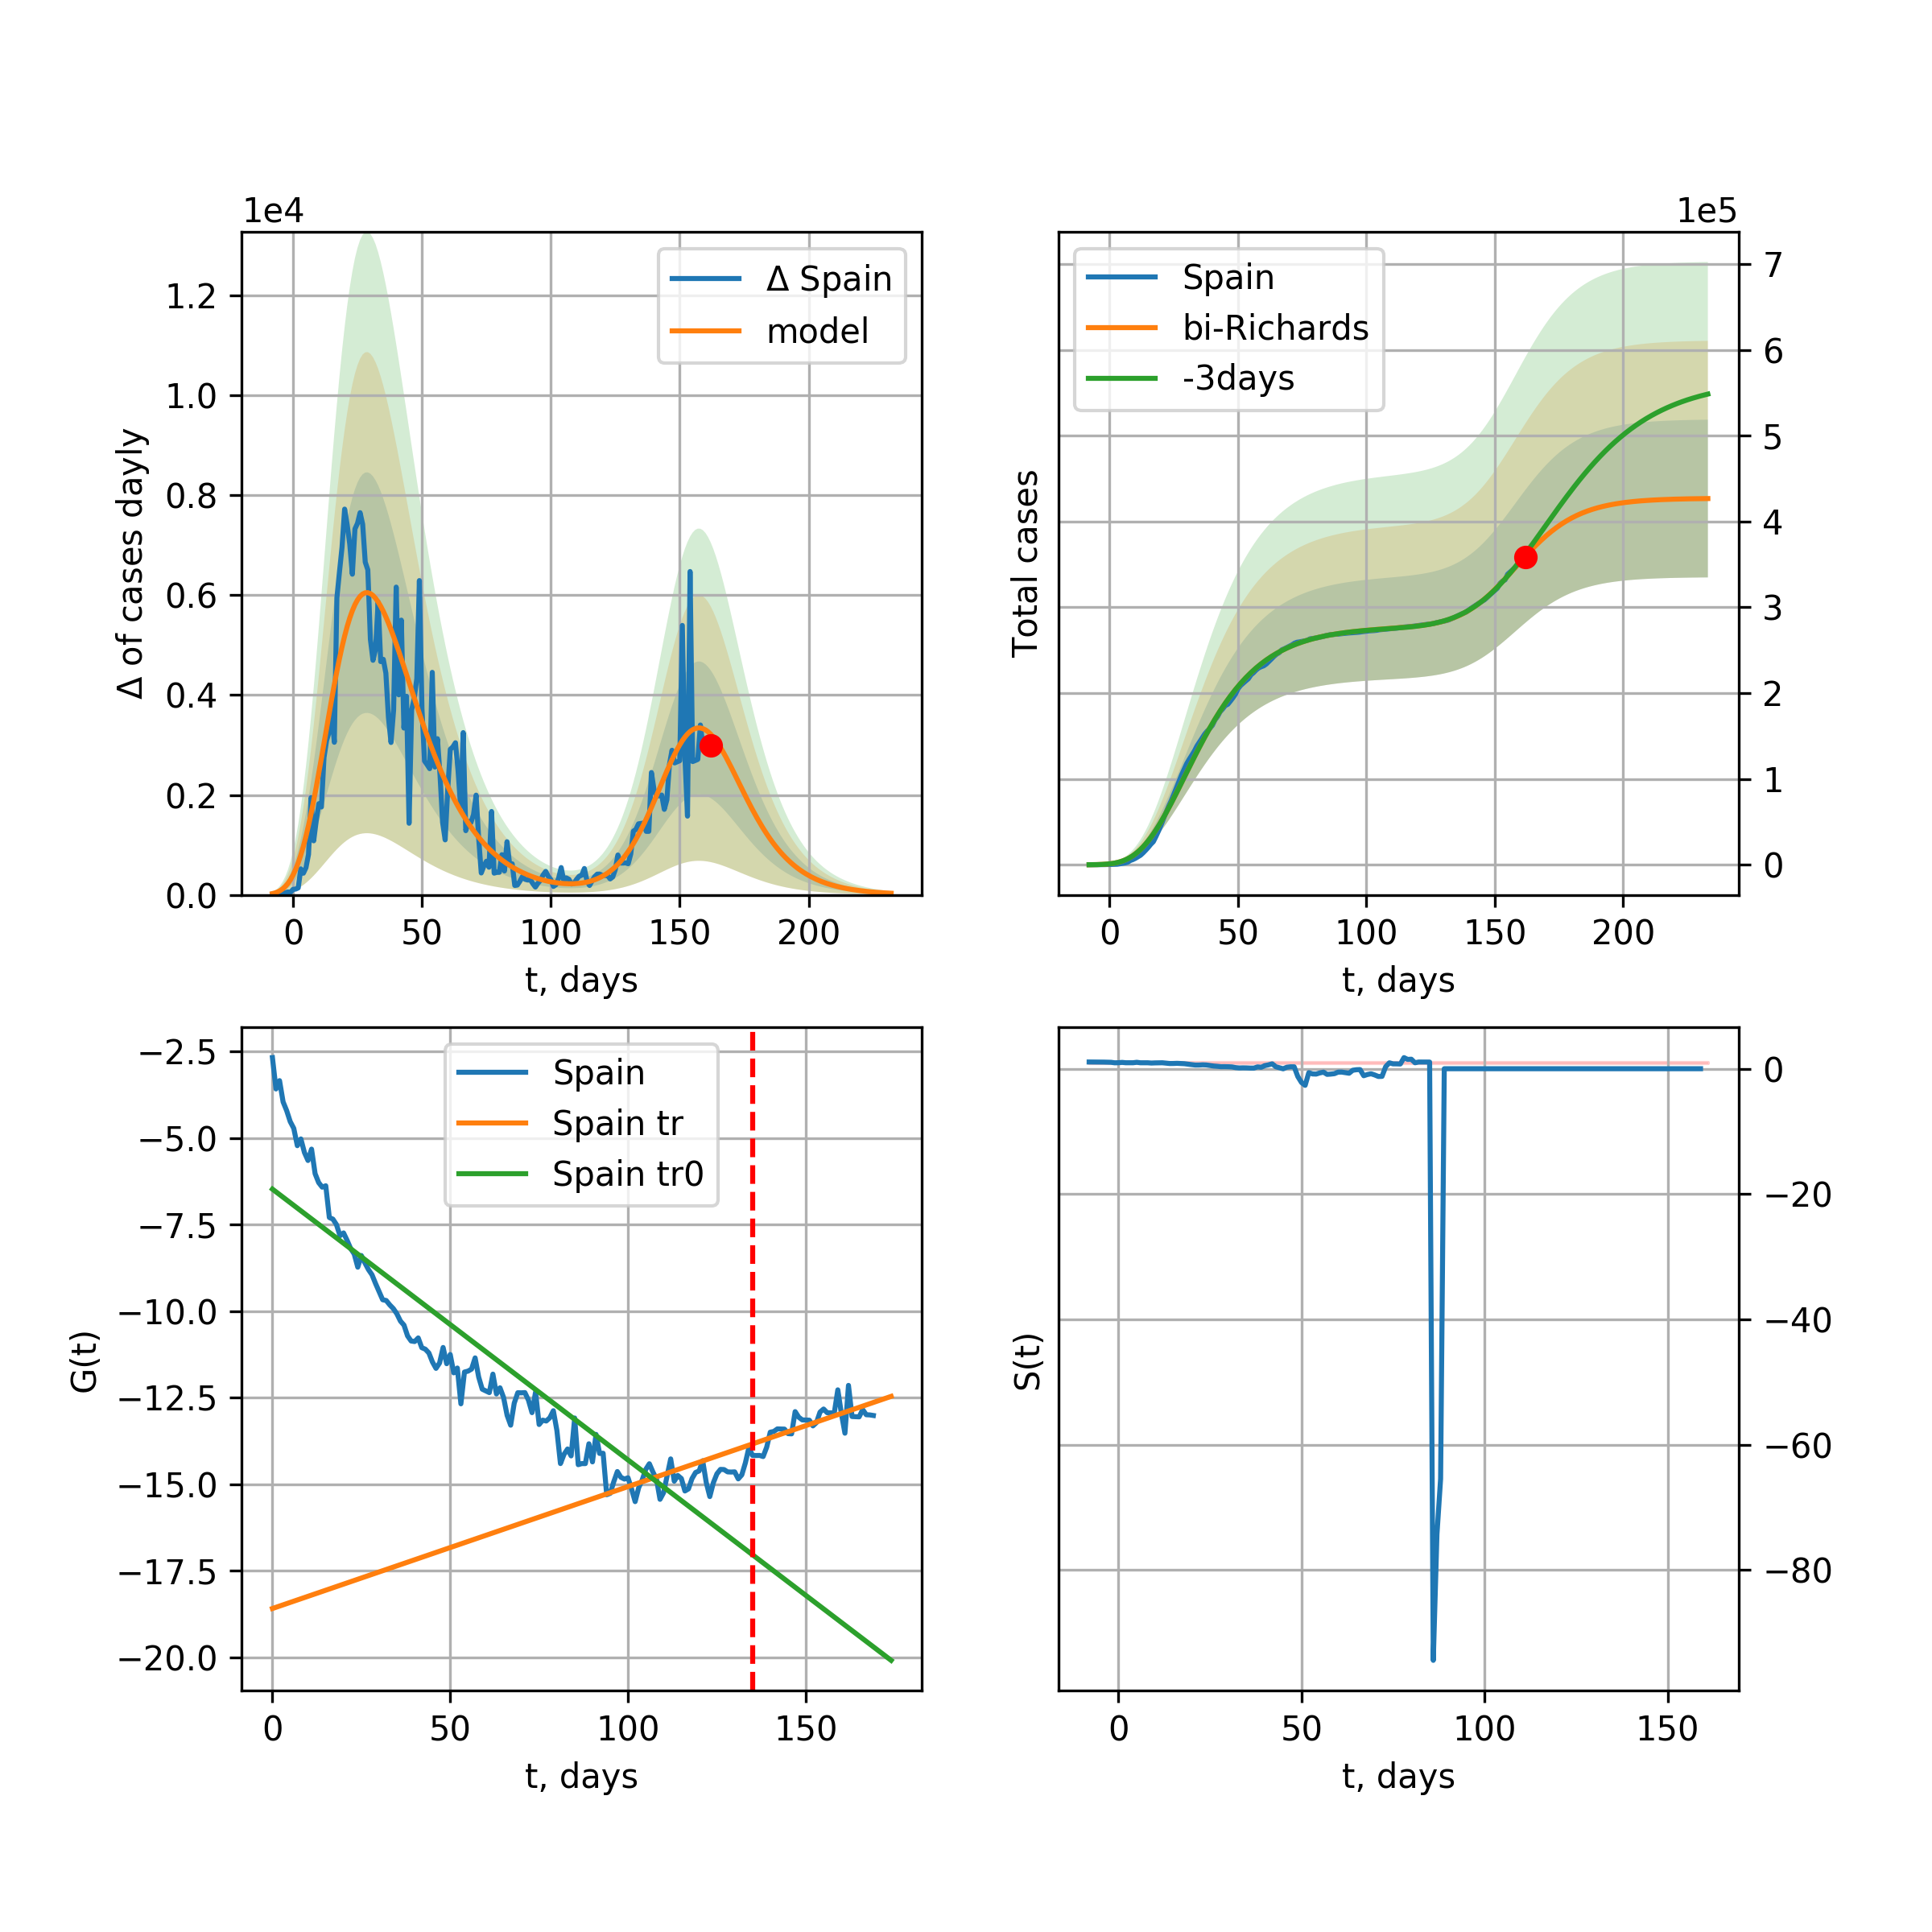 1e4
Δ of cases dayly
1.2
1.0
0.8
0.6
0.4
0.2
0.0
Δ Spain
model
0 50 100 150 200
t, days
1e5
Total cases
Spain
bi-Richards
-3days
7
6
5
4
3
2
1
0
0 50 100 150 200
t, days
G(t)
−2.5
−5.0
−7.5
−10.0
−12.5
−15.0
−17.5
−20.0
Spain
Spain tr
Spain tr0
0 50 100 150
t, days
S(t)
0
−20
−40
−60
−80
0 50 100 150
t, days